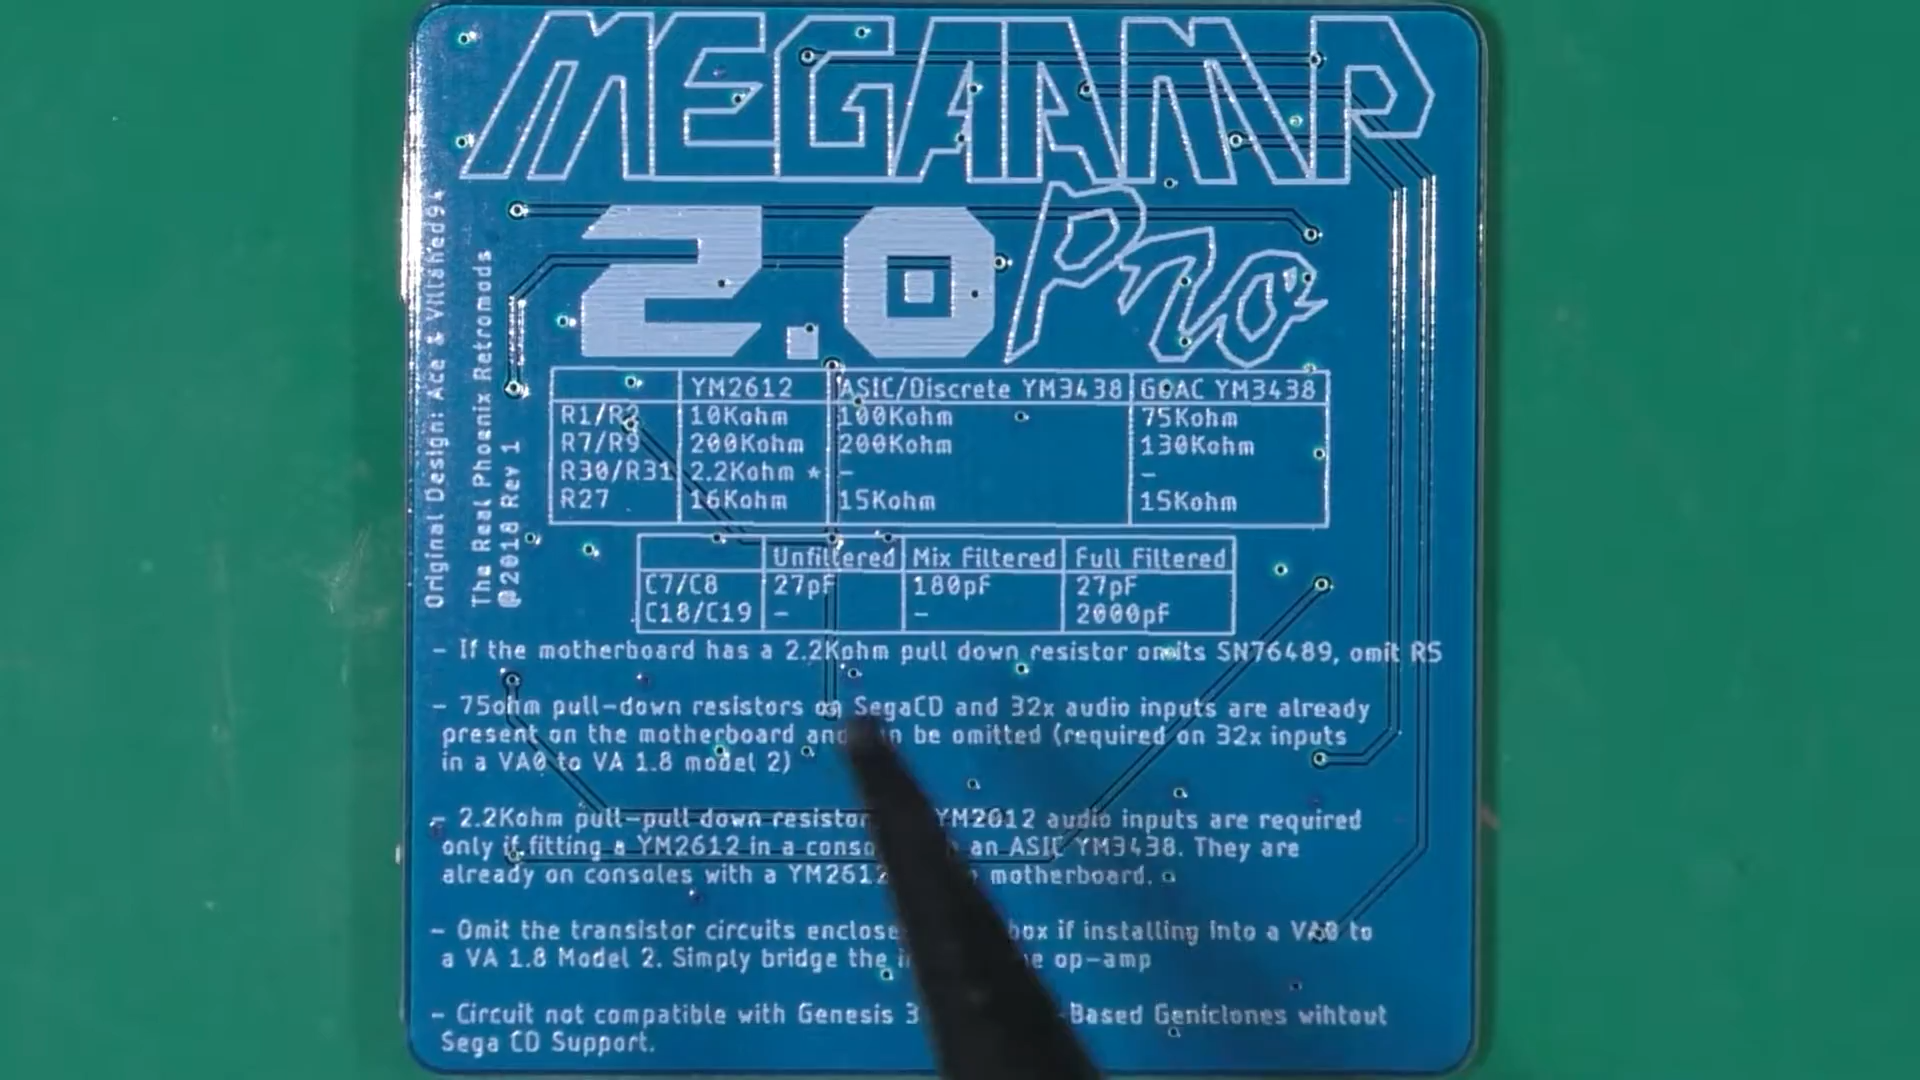 MEGAAMP
2.0 Pro
Original Design: Ace & Villahed94
The Real Phoenix Retromods
@2018 Rev 1
YM2612 ASIC/Discrete YM3438 GOAC YM3438
R1/R2 10Kohm 100Kohm 75Kohm
R7/R9 200Kohm 200Kohm 130Kohm
R30/R31 2.2Kohm * - -
R27 16Kohm 15Kohm 15Kohm
Unfiltered Mix Filtered Full Filtered
C7/C8 27pF 180pF 27pF
C18/C19 - - 2000pF
- If the motherboard has a 2.2Kohm pull down resistor omits SN76489, omit R5
- 75ohm pull-down resistors on SegaCD and 32x audio inputs are already
present on the motherboard and be omitted (required on 32x inputs
in a VA0 to VA 1.8 model 2)
- 2.2Kohm pull-pull down resistor YM2612 audio inputs are required
only if fitting a YM2612 in a an ASIC YM3438. They are
already on consoles with a YM2612 motherboard.
- Omit the transistor circuits box if installing into a VA0 to
a VA 1.8 Model 2. Simply bridge the op-amp
- Circuit not compatible with Genesis 3 -Based Geniclones wihtout
Sega CD Support.